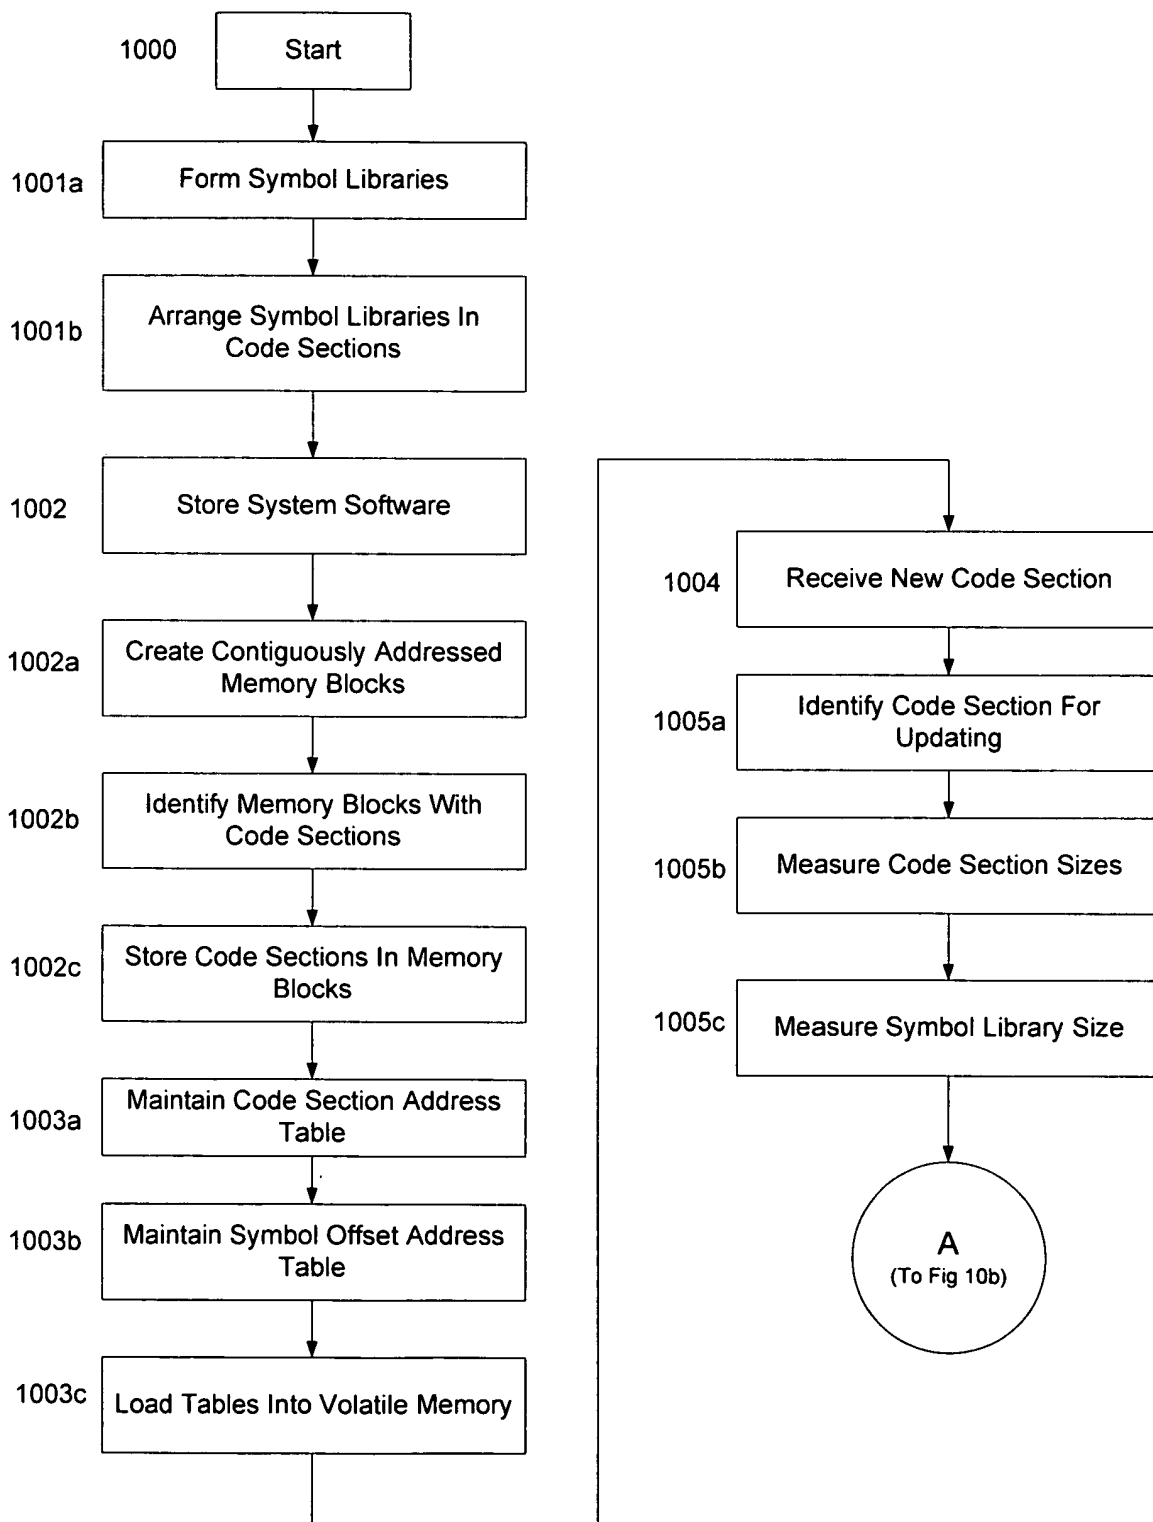 1000
Start
1001a
Form Symbol Libraries
1001b
Arrange Symbol Libraries In
Code Sections
1002
Store System Software
1002a
Create Contiguously Addressed
Memory Blocks
1002b
Identify Memory Blocks With
Code Sections
1002c
Store Code Sections In Memory
Blocks
1003a
Maintain Code Section Address
Table
1003b
Maintain Symbol Offset Address
Table
1003c
Load Tables Into Volatile Memory
1004
Receive New Code Section
1005a
Identify Code Section For
Updating
1005b
Measure Code Section Sizes
1005c
Measure Symbol Library Size
A
(To Fig 10b)